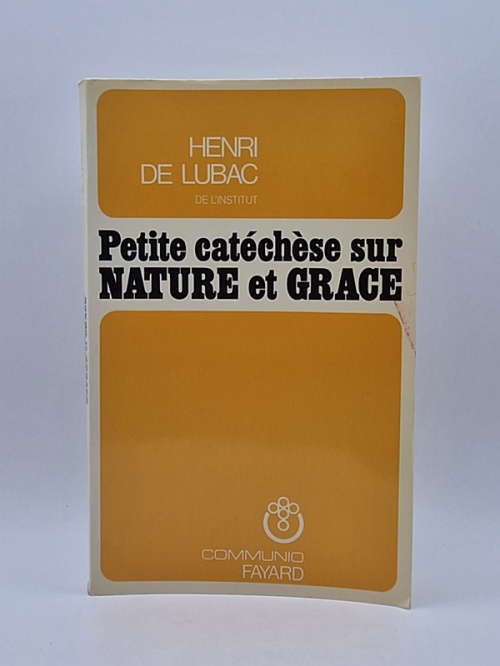 HENRI
DE LUBAC
DE L'INSTITUT
Petite catéchèse sur
NATURE et GRACE
COMMUNIO
FAYARD